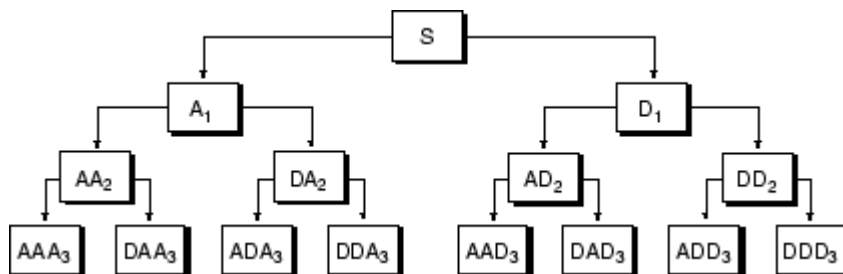 S
A₁ D₁
AA₂ DA₂ AD₂ DD₂
AAA₃ DAA₃ ADA₃ DDA₃ AAD₃ DAD₃ ADD₃ DDD₃